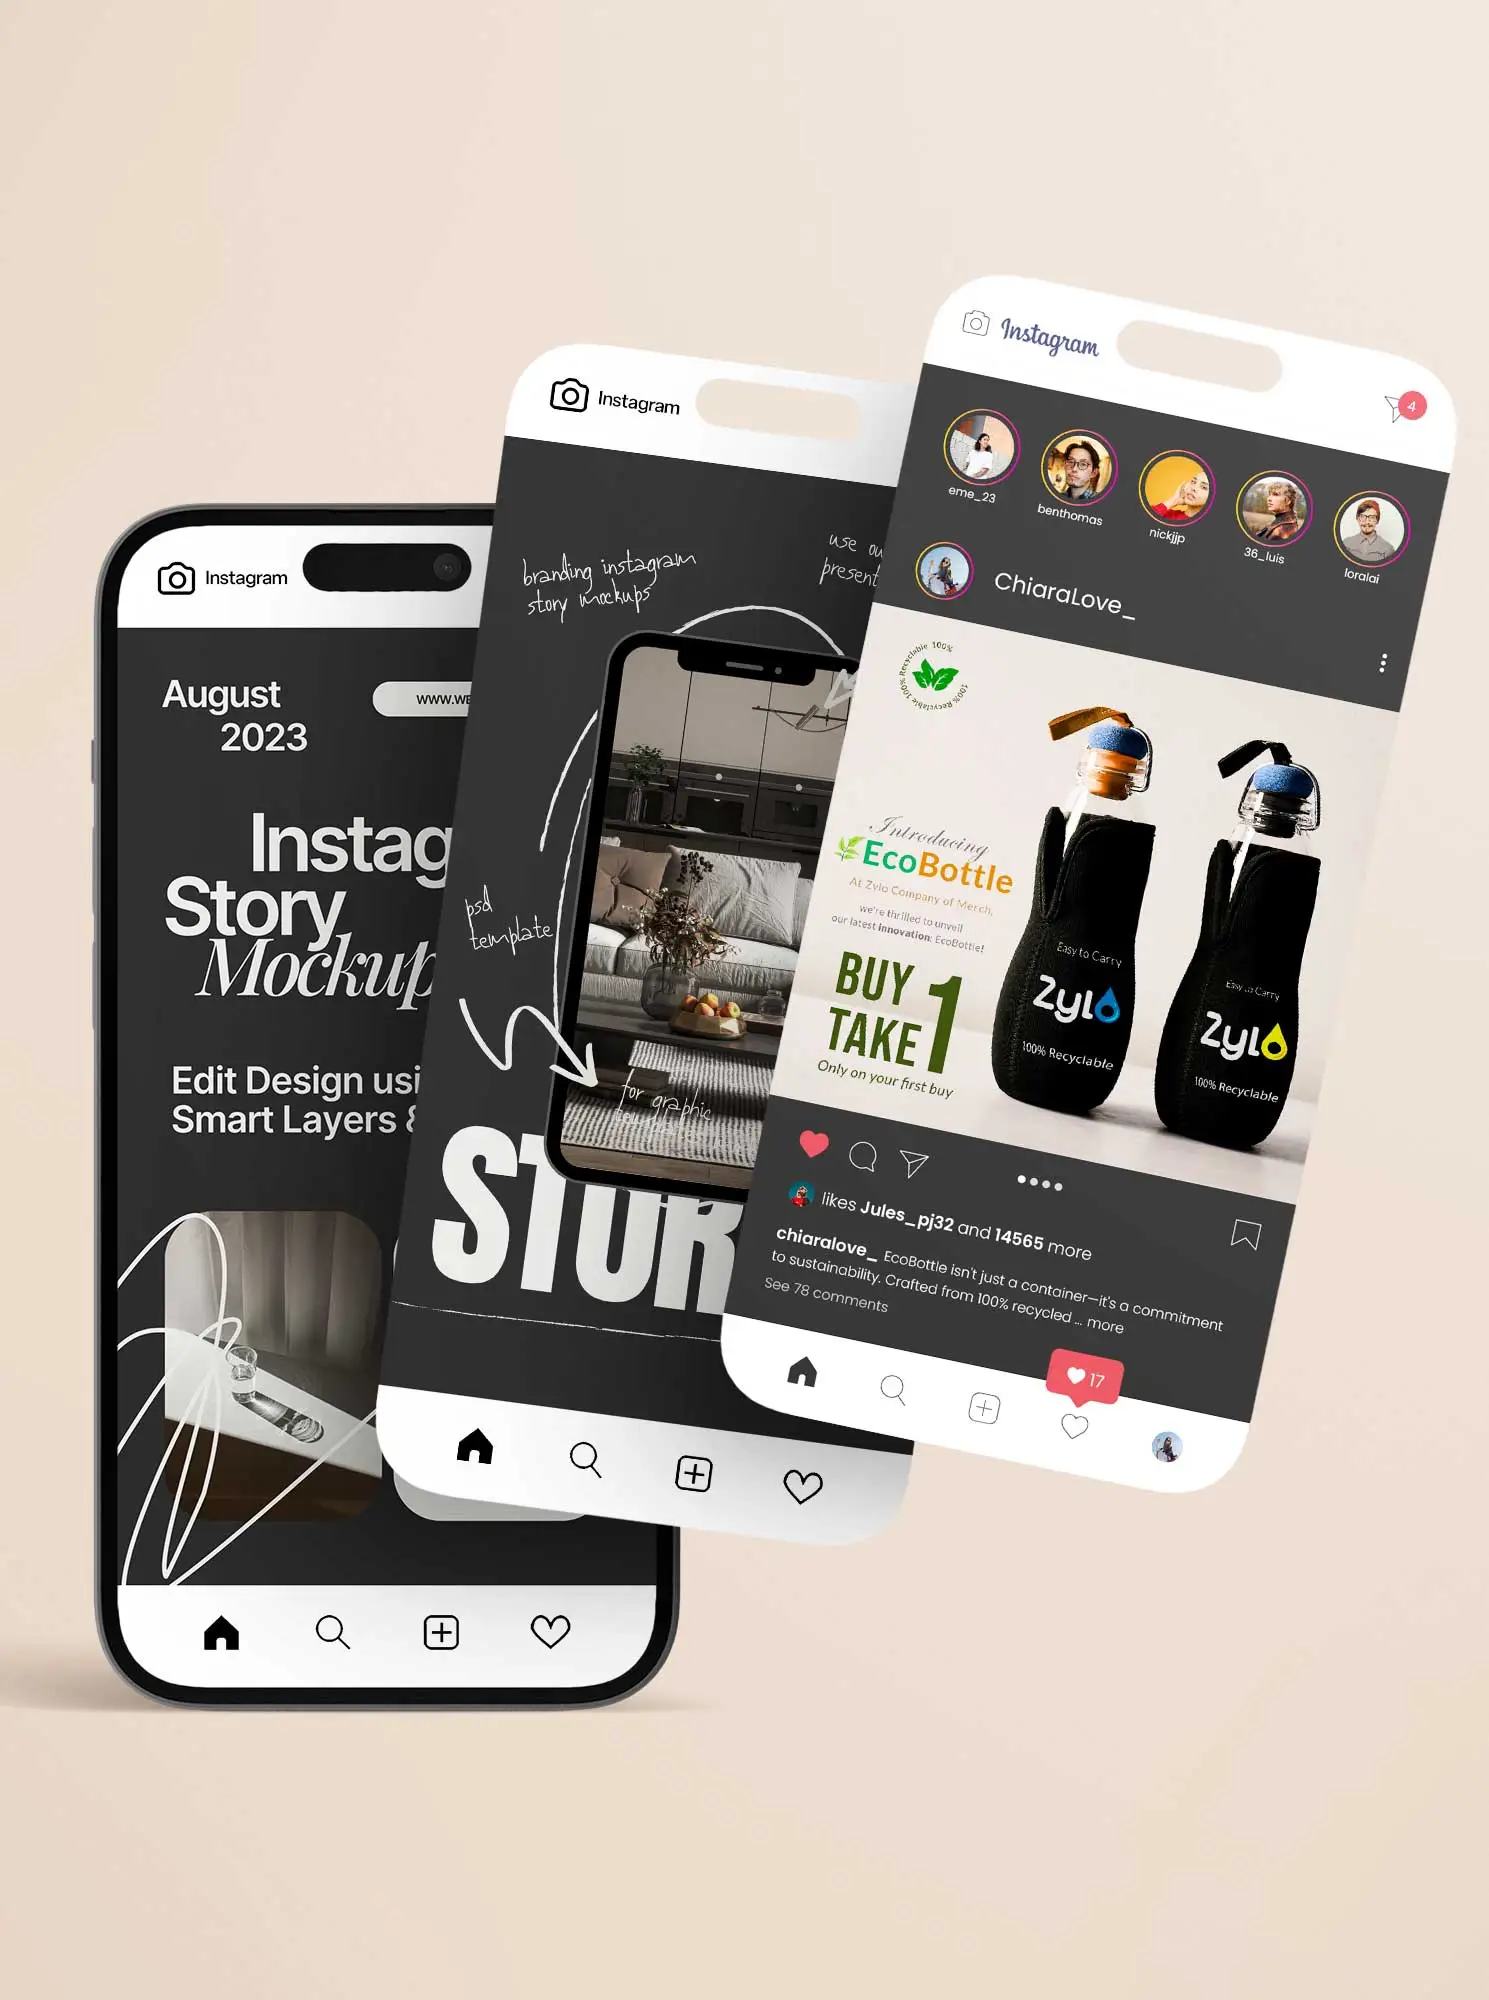 Instagram
August
2023
WWW.WE
Instag
Story
Mockup
Edit Design usi
Smart Layers &
Instagram
branding instagram
story mockups
use ou
present
psd
template
for graphic
templates
STOR
Instagram
4
eme_23
benthomas
nickjjp
36_luis
loralai
ChiaraLove_
100% Recyclable 100% Recyclable 100%
Introducing
EcoBottle
At Zylo Company of Merch,
we're thrilled to unveil
our latest innovation: EcoBottle!
BUY 1
TAKE
Only on your first buy
Easy to Carry
Zylo
100% Recyclable
Easy to Carry
Zylo
100% Recyclable
likes Jules_pj32 and 14565 more
chiaralove_ EcoBottle isn't just a container—it's a commitment
to sustainability. Crafted from 100% recycled ... more
See 78 comments
17